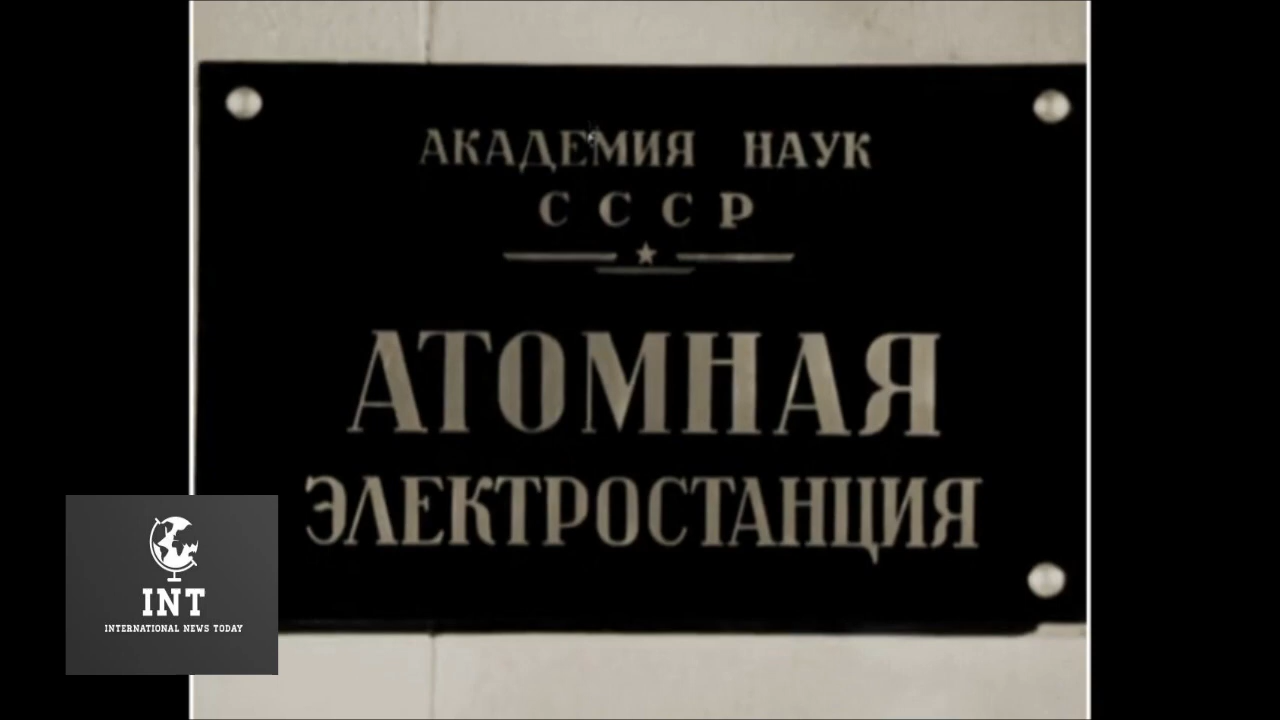 АКАДЕМИЯ НАУК
СССР
АТОМНАЯ
ЭЛЕКТРОСТАНЦИЯ
INT
INTERNATIONAL NEWS TODAY